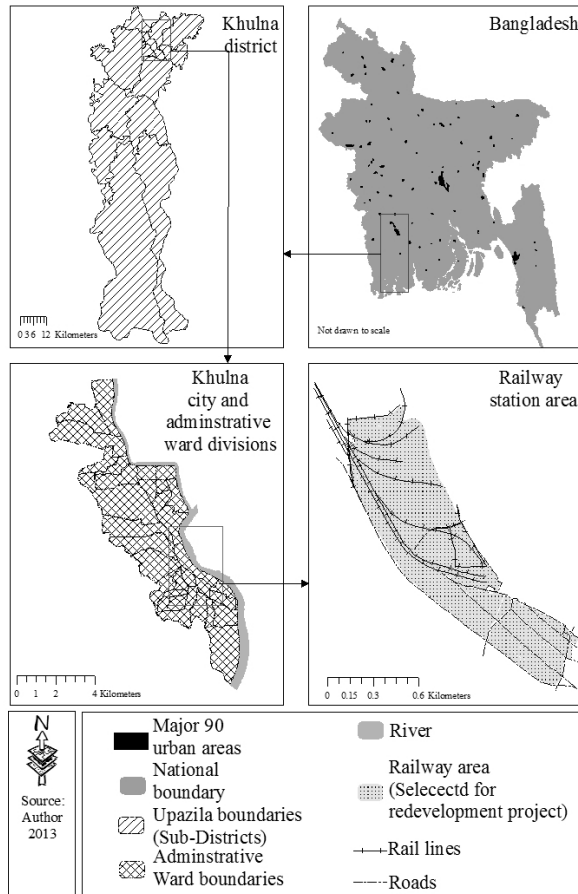 Khulna
district
0 3 6 12 Kilometers
Bangladesh
Not drawn to scale
Khulna
city and
adminstrative
ward divisions
0 1 2 4 Kilometers
Railway
station area
0 0.15 0.3 0.6 Kilometers
N
Source:
Author
2013
Major 90
urban areas
National
boundary
Upazila boundaries
(Sub-Districts)
Adminstrative
Ward boundaries
River
Railway area
(Selecectd for
redevelopment project)
Rail lines
Roads